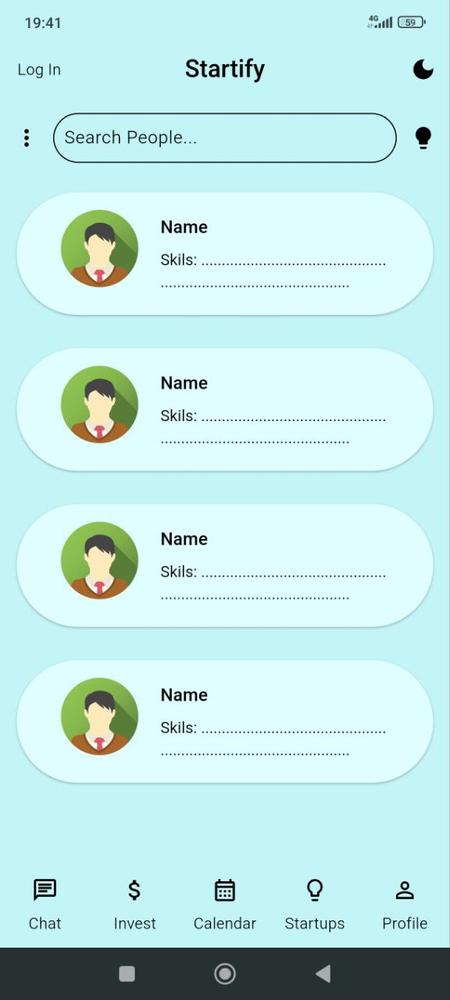 19:41
4G
59
Log In
Startify
Search People...
Name
Skils: .............................................
..............................................
Name
Skils: .............................................
..............................................
Name
Skils: .............................................
..............................................
Name
Skils: .............................................
..............................................
Chat
Invest
Calendar
Startups
Profile